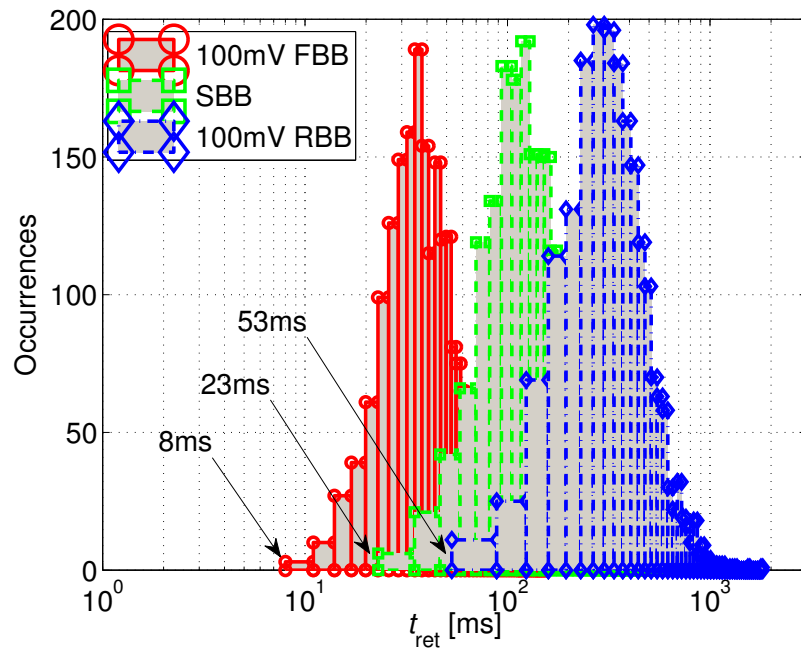 200
150
100
50
0
Occurrences
100mV FBB
SBB
100mV RBB
53ms
23ms
8ms
10^0
10^1
10^2
10^3
t_ret [ms]